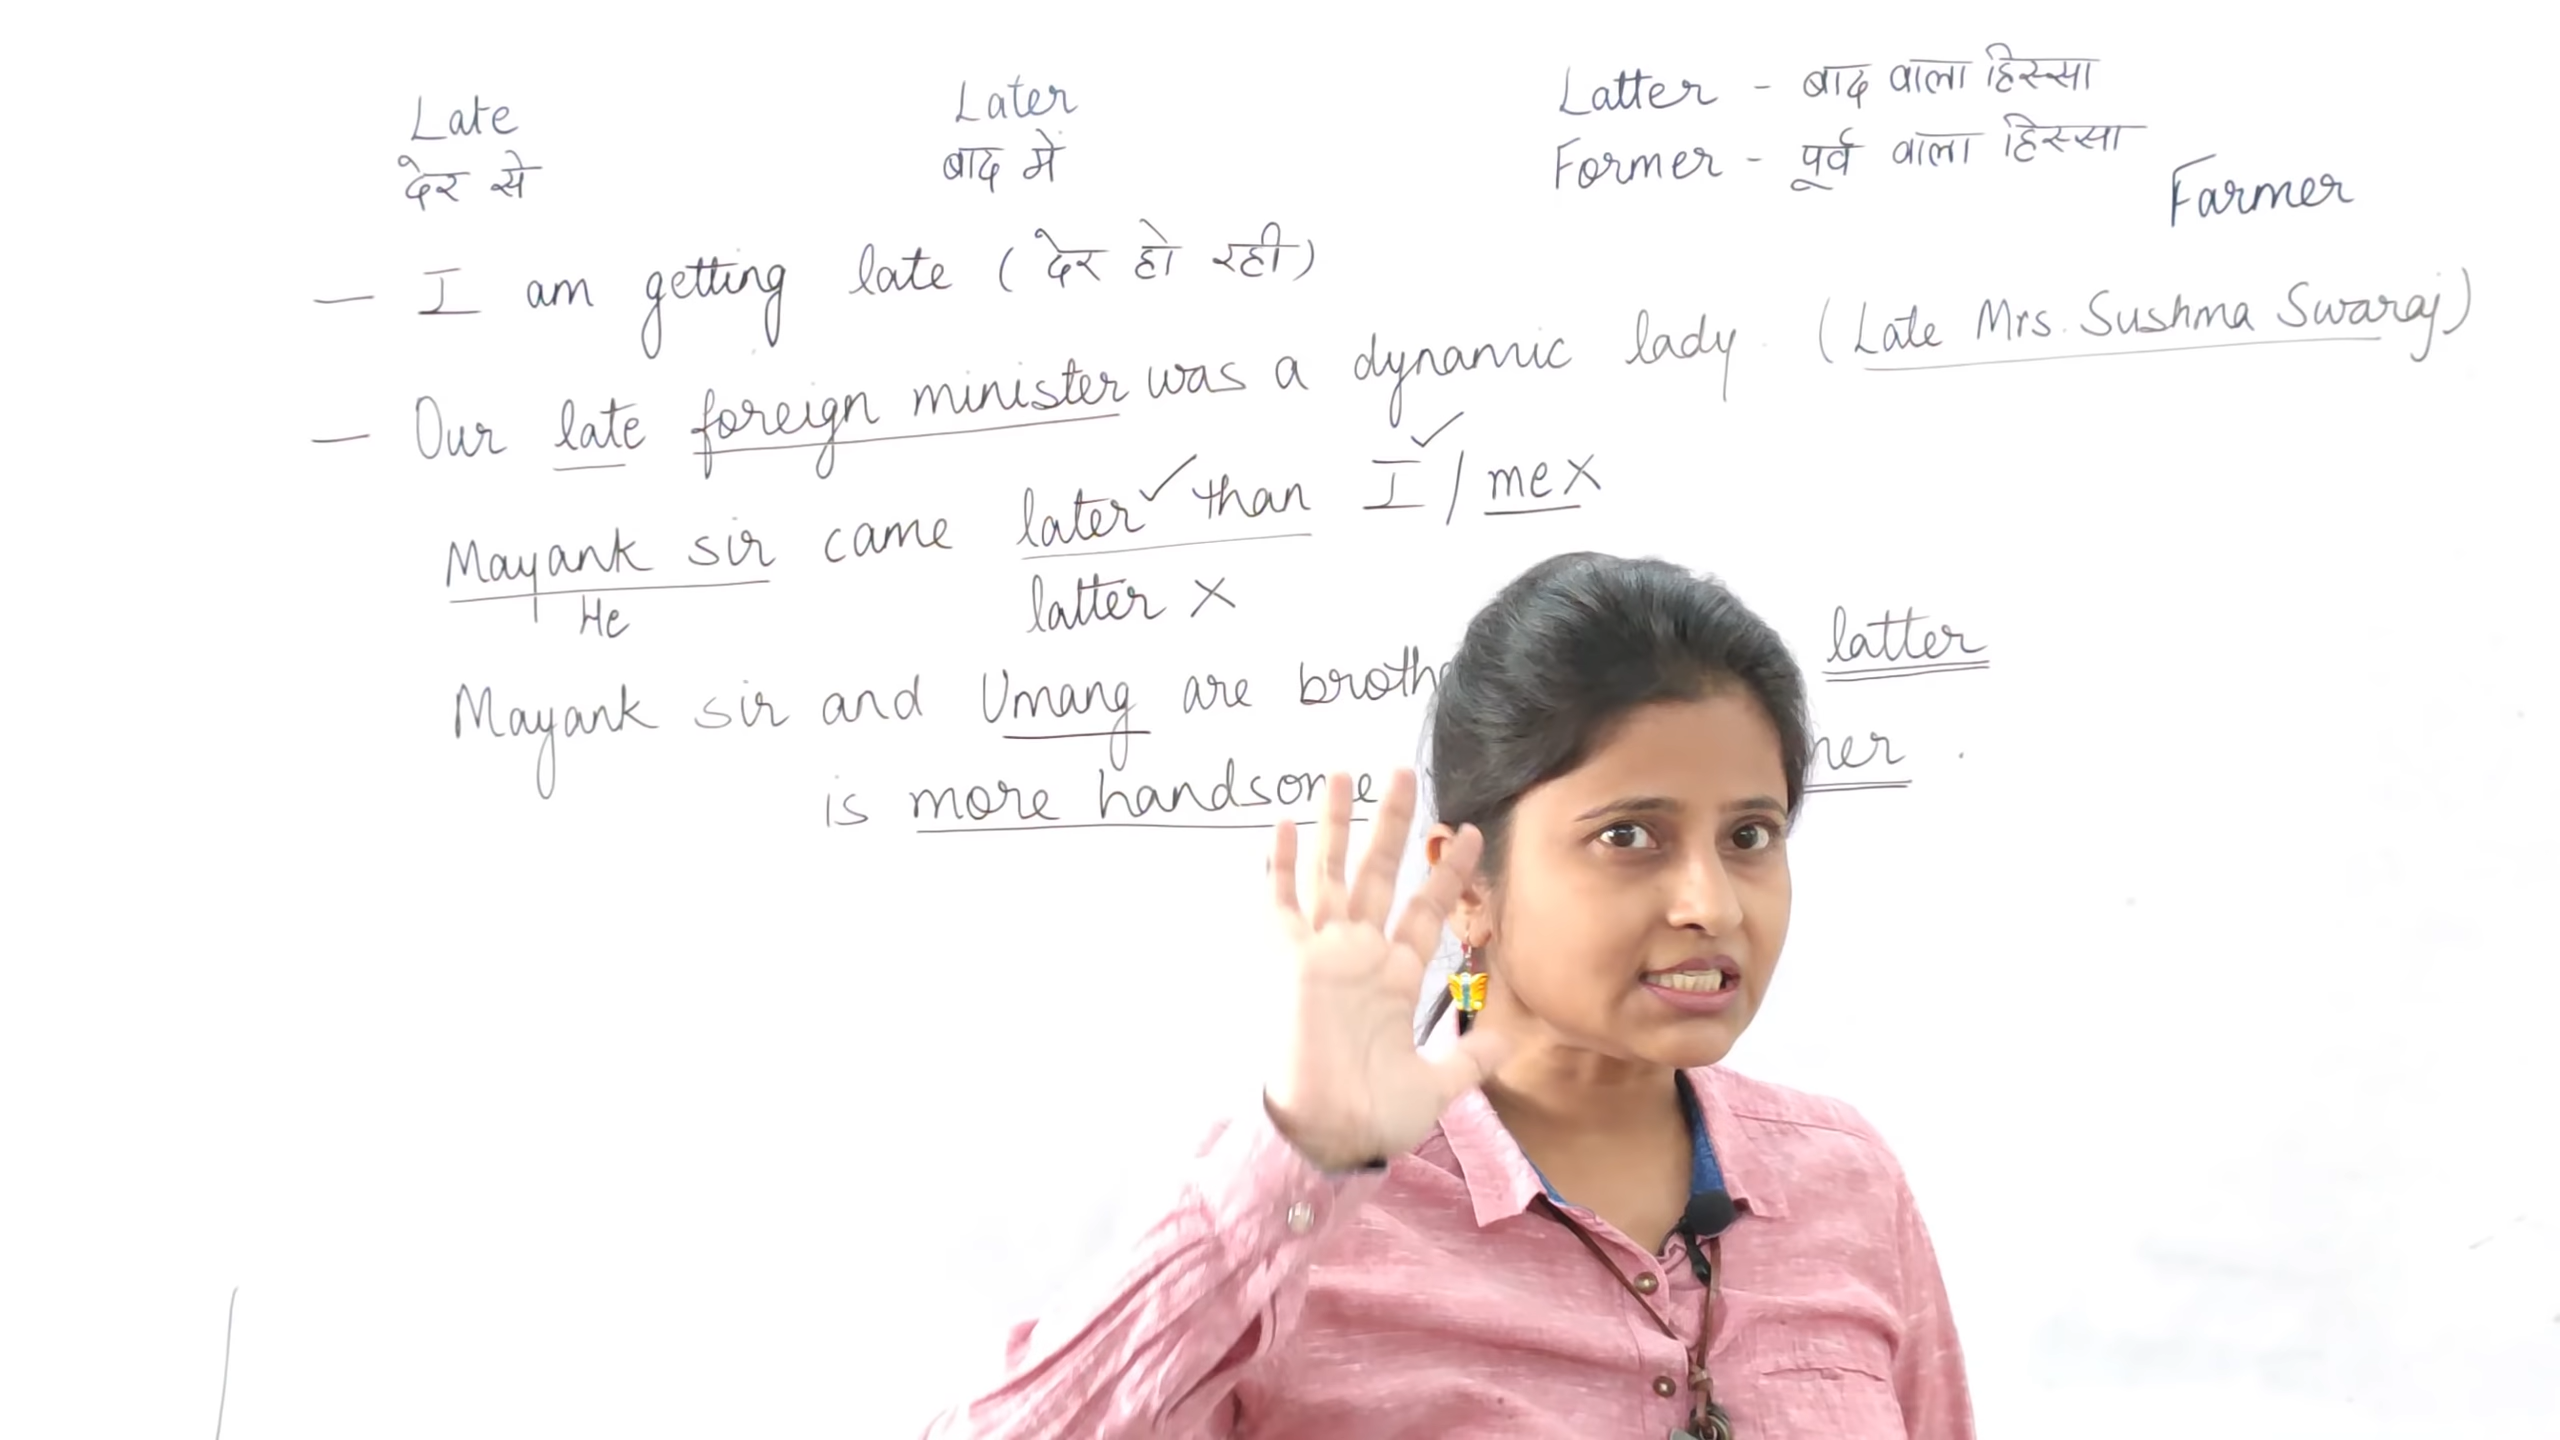 Late Later Latter - बाद वाला हिस्सा
देर से बाद में Former - पूर्व वाला हिस्सा
Farmer
— I am getting late (देर हो रही)
— Our late foreign minister was a dynamic lady. (Late Mrs. Sushma Swaraj)
Mayank sir came later ✓ than I ✓ / me X
He latter X
Mayank sir and Umang are latter
is more handsome .